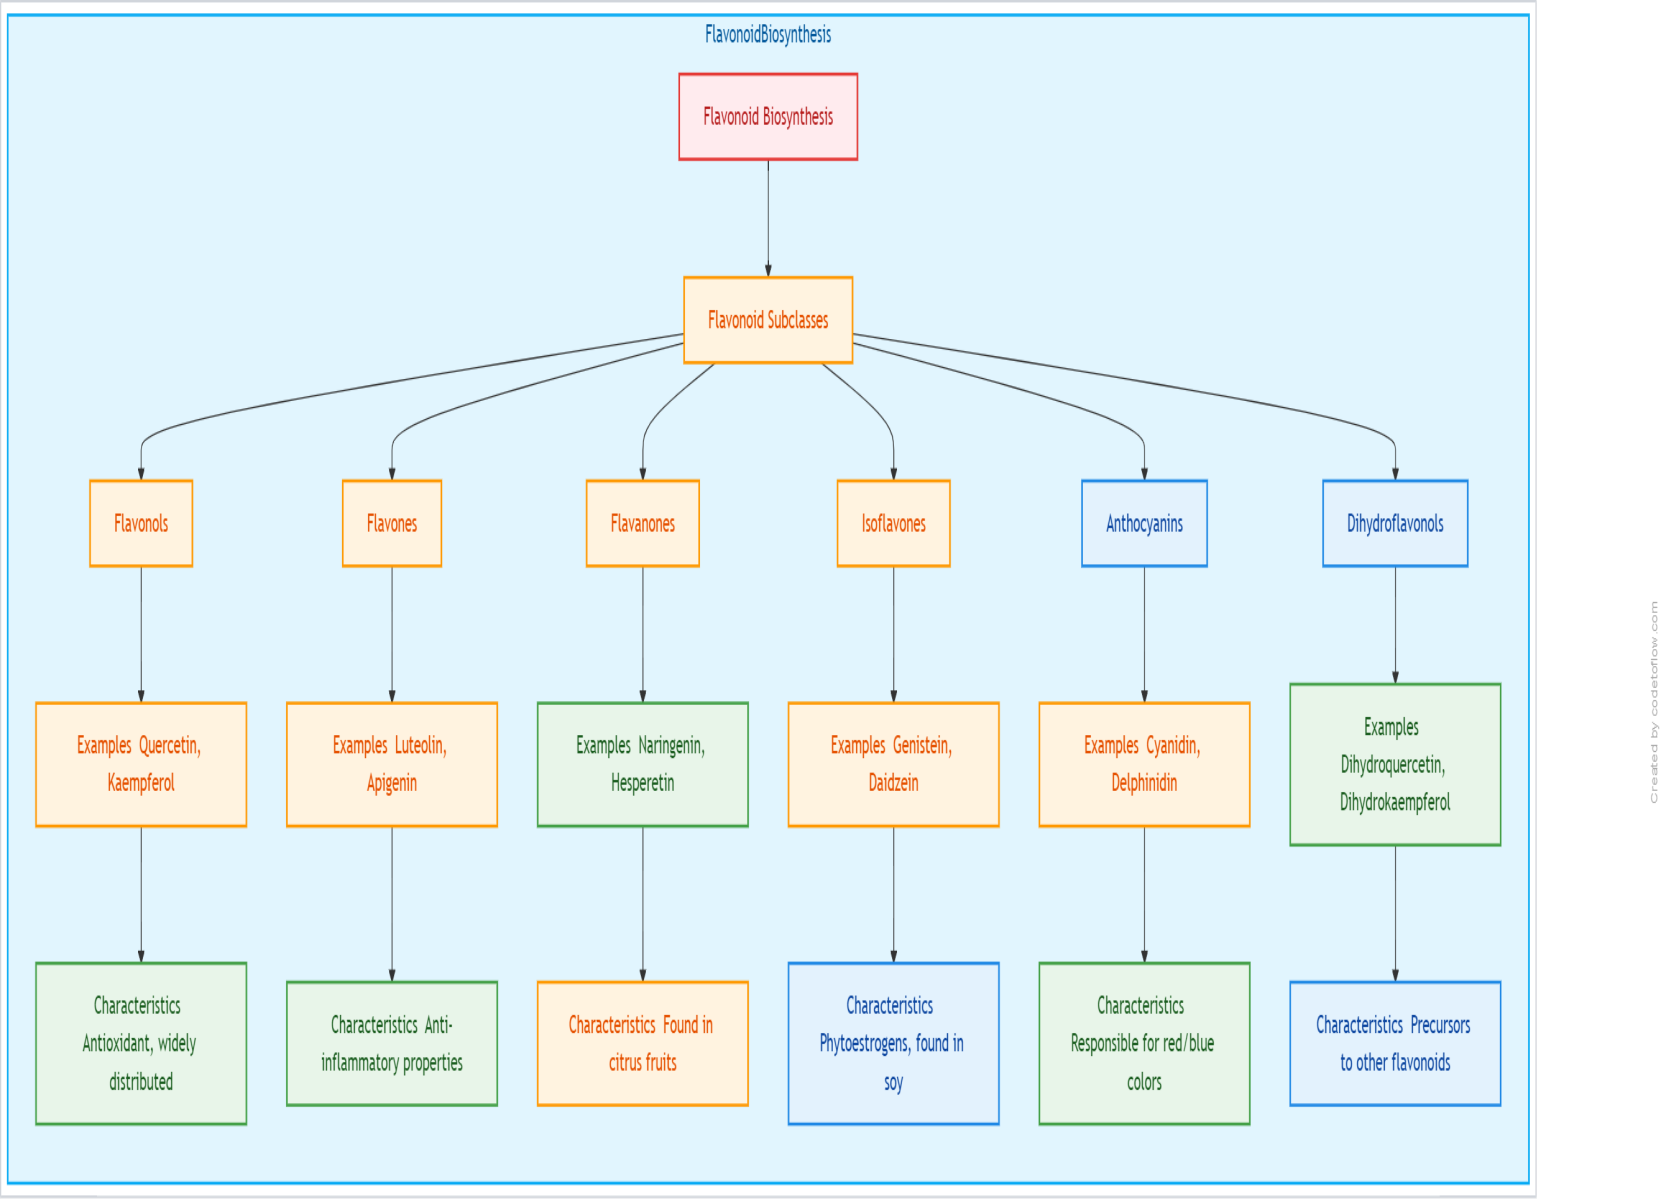 FlavonoidBiosynthesis
Flavonoid Biosynthesis
Flavonoid Subclasses
Flavonols
Flavones
Flavanones
Isoflavones
Anthocyanins
Dihydroflavonols
Examples Quercetin,
Kaempferol
Examples Luteolin,
Apigenin
Examples Naringenin,
Hesperetin
Examples Genistein,
Daidzein
Examples Cyanidin,
Delphinidin
Examples
Dihydroquercetin,
Dihydrokaempferol
Characteristics
Antioxidant, widely
distributed
Characteristics Anti-
inflammatory properties
Characteristics Found in
citrus fruits
Characteristics
Phytoestrogens, found in
soy
Characteristics
Responsible for red/blue
colors
Characteristics Precursors
to other flavonoids
Created by codetoflow.com